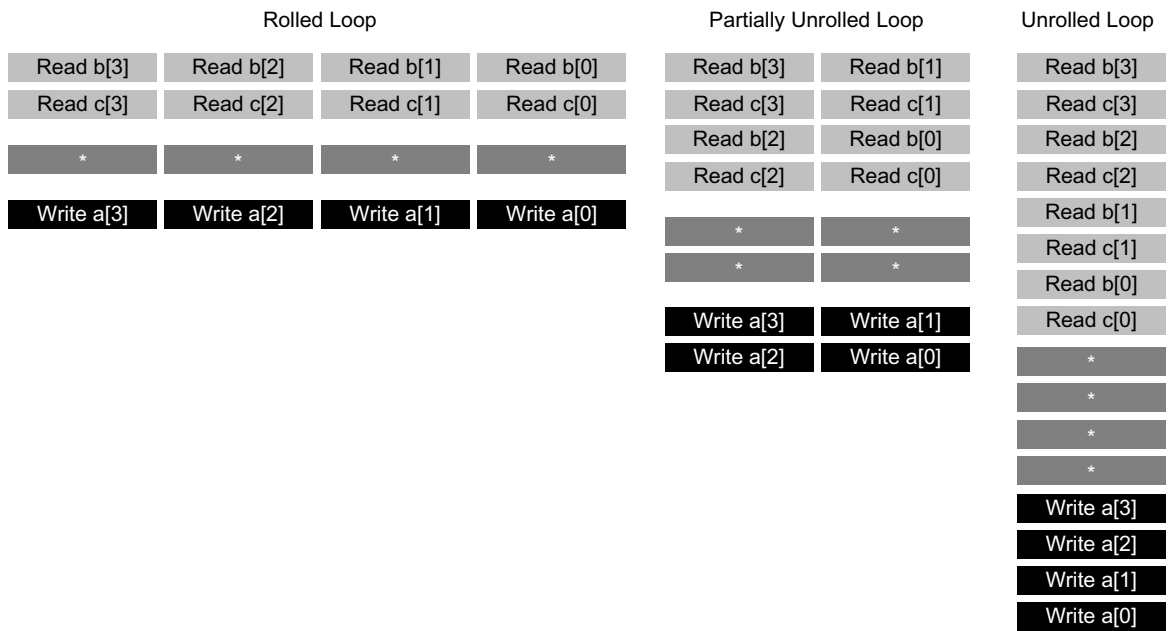 Rolled Loop
Read b[3] Read b[2] Read b[1] Read b[0]
Read c[3] Read c[2] Read c[1] Read c[0]
* * * *
Write a[3] Write a[2] Write a[1] Write a[0]
Partially Unrolled Loop
Read b[3] Read b[1]
Read c[3] Read c[1]
Read b[2] Read b[0]
Read c[2] Read c[0]
* *
* *
Write a[3] Write a[1]
Write a[2] Write a[0]
Unrolled Loop
Read b[3]
Read c[3]
Read b[2]
Read c[2]
Read b[1]
Read c[1]
Read b[0]
Read c[0]
*
*
*
*
Write a[3]
Write a[2]
Write a[1]
Write a[0]